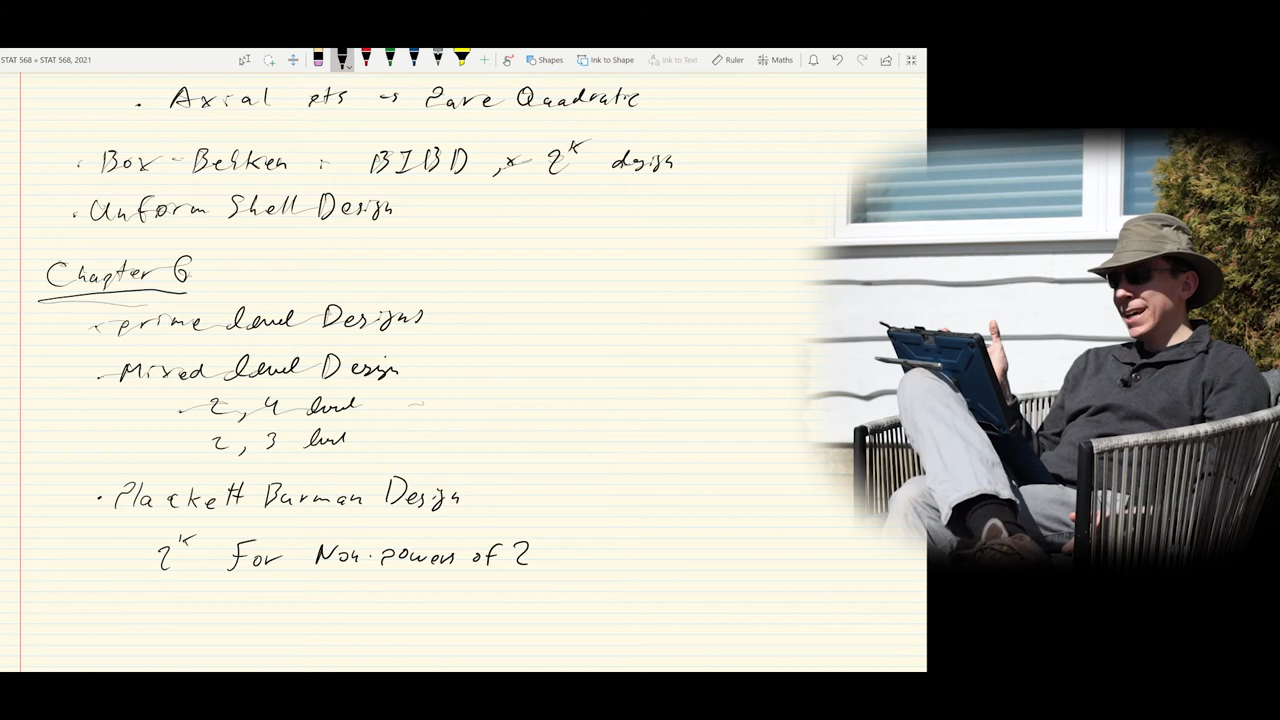 STAT 568 » STAT 568, 2021
Shapes Ink to Shape Ink to Text Ruler Maths
· Axial pts → Pure Quadratic
· Box-Behken : BIBD, × 2^K design
· Uniform Shell Design
Chapter 6
· prime level Designs
· Mixed level Design
· 2, 4 level
2, 3 level
· Plackett Burman Design
2^K For Non-powers of 2